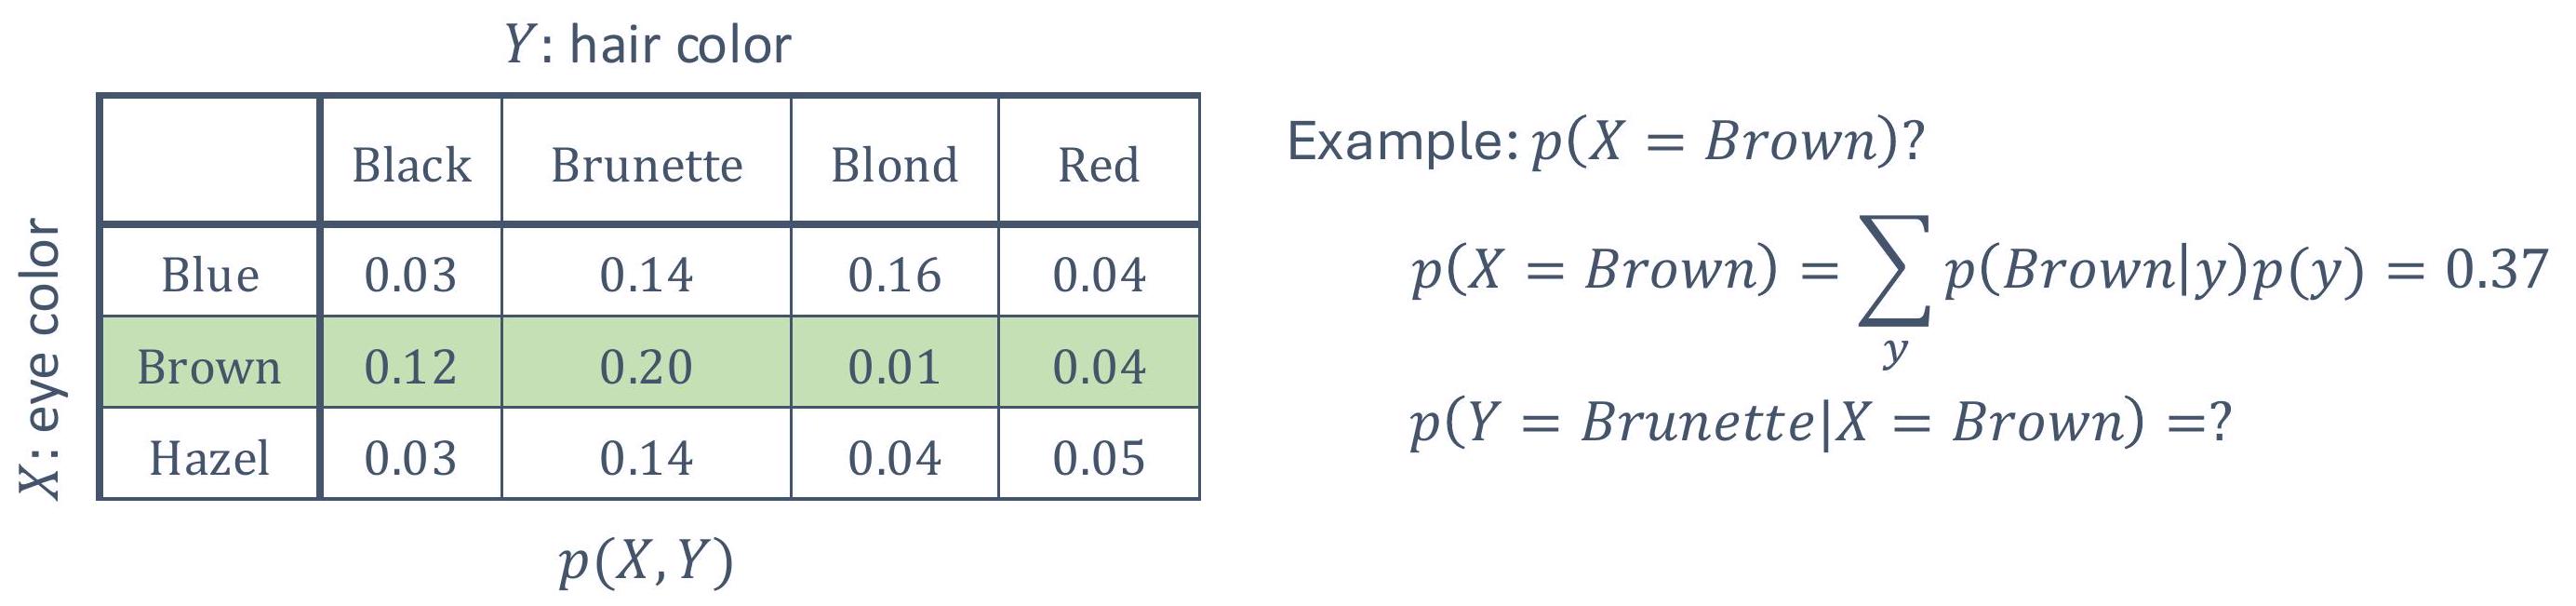 Y: hair color
X: eye color
Black Brunette Blond Red
Blue 0.03 0.14 0.16 0.04
Brown 0.12 0.20 0.01 0.04
Hazel 0.03 0.14 0.04 0.05
p(X, Y)
Example: p(X = Brown)?
p(X = Brown) = ∑ p(Brown|y)p(y) = 0.37
y
p(Y = Brunette|X = Brown) =?